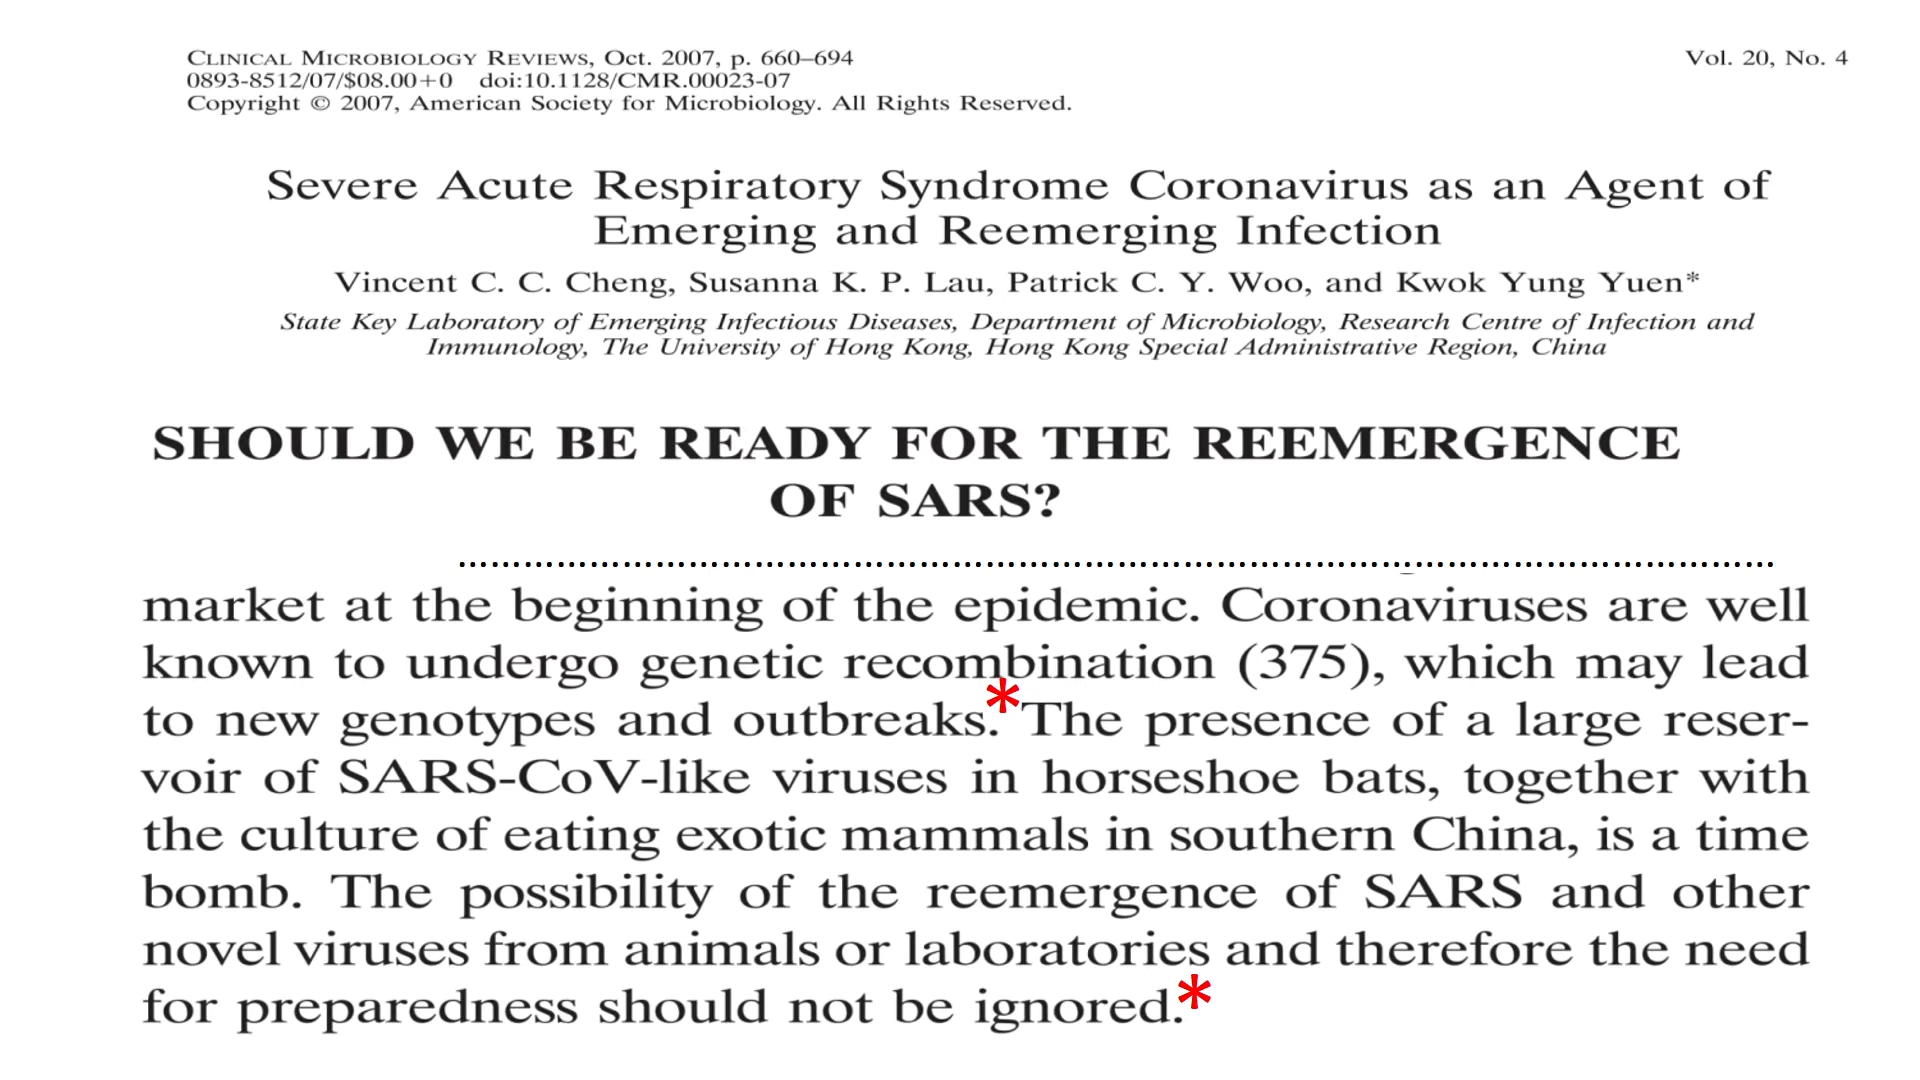 CLINICAL MICROBIOLOGY REVIEWS, Oct. 2007, p. 660–694 Vol. 20, No. 4
0893-8512/07/$08.00+0 doi:10.1128/CMR.00023-07
Copyright © 2007, American Society for Microbiology. All Rights Reserved.
Severe Acute Respiratory Syndrome Coronavirus as an Agent of
Emerging and Reemerging Infection
Vincent C. C. Cheng, Susanna K. P. Lau, Patrick C. Y. Woo, and Kwok Yung Yuen*
State Key Laboratory of Emerging Infectious Diseases, Department of Microbiology, Research Centre of Infection and
Immunology, The University of Hong Kong, Hong Kong Special Administrative Region, China
SHOULD WE BE READY FOR THE REEMERGENCE
OF SARS?
market at the beginning of the epidemic. Coronaviruses are well
known to undergo genetic recombination (375), which may lead
to new genotypes and outbreaks.* The presence of a large reser-
voir of SARS-CoV-like viruses in horseshoe bats, together with
the culture of eating exotic mammals in southern China, is a time
bomb. The possibility of the reemergence of SARS and other
novel viruses from animals or laboratories and therefore the need
for preparedness should not be ignored.*